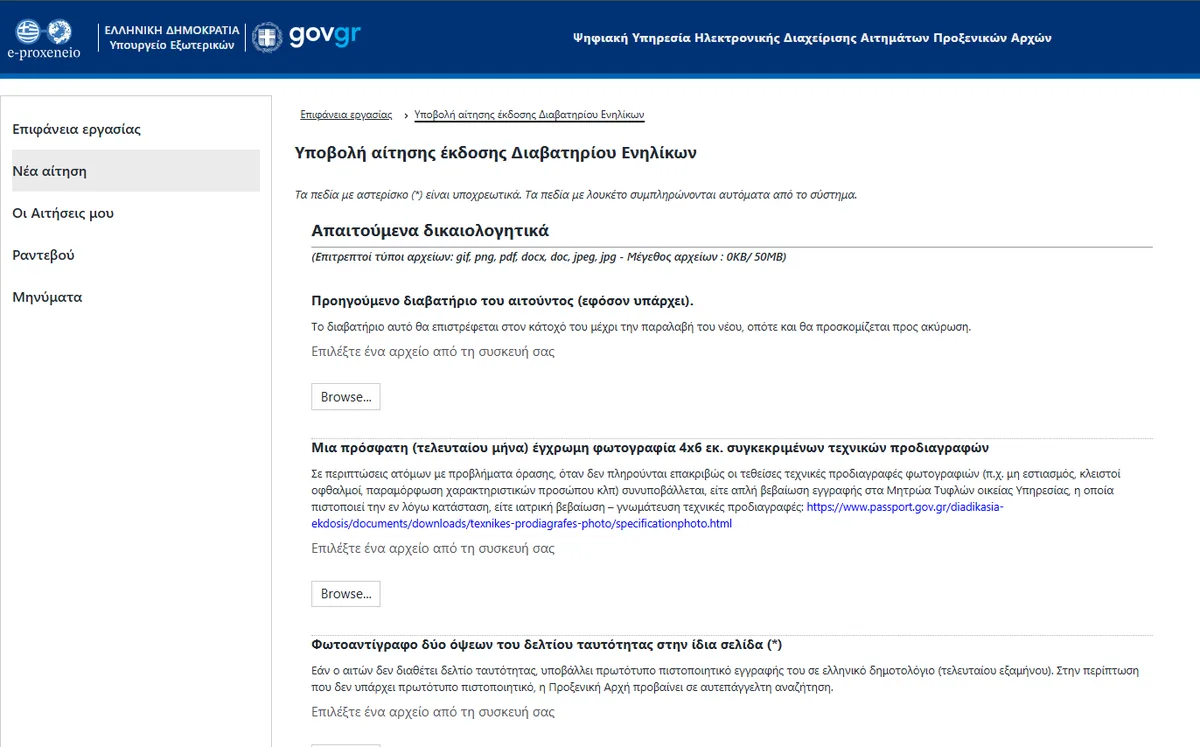 e-proxeneio
ΕΛΛΗΝΙΚΗ ΔΗΜΟΚΡΑΤΙΑ
Υπουργείο Εξωτερικών
govgr
Ψηφιακή Υπηρεσία Ηλεκτρονικής Διαχείρισης Αιτημάτων Προξενικών Αρχών
Επιφάνεια εργασίας
Νέα αίτηση
Οι Αιτήσεις μου
Ραντεβού
Μηνύματα
Επιφάνεια εργασίας › Υποβολή αίτησης έκδοσης Διαβατηρίου Ενηλίκων
Υποβολή αίτησης έκδοσης Διαβατηρίου Ενηλίκων
Τα πεδία με αστερίσκο (*) είναι υποχρεωτικά. Τα πεδία με λουκέτο συμπληρώνονται αυτόματα από το σύστημα.
Απαιτούμενα δικαιολογητικά
(Επιτρεπτοί τύποι αρχείων: gif, png, pdf, docx, doc, jpeg, jpg - Μέγεθος αρχείων : 0KB/ 50MB)
Προηγούμενο διαβατήριο του αιτούντος (εφόσον υπάρχει).
Το διαβατήριο αυτό θα επιστρέφεται στον κάτοχό του μέχρι την παραλαβή του νέου, οπότε και θα προσκομίζεται προς ακύρωση.
Επιλέξτε ένα αρχείο από τη συσκευή σας
Browse...
Μια πρόσφατη (τελευταίου μήνα) έγχρωμη φωτογραφία 4x6 εκ. συγκεκριμένων τεχνικών προδιαγραφών
Σε περιπτώσεις ατόμων με προβλήματα όρασης, όταν δεν πληρούνται επακριβώς οι τεθείσες τεχνικές προδιαγραφές φωτογραφιών (π.χ. μη εστιασμός, κλειστοί
οφθαλμοί, παραμόρφωση χαρακτηριστικών προσώπου κλπ) συνυποβάλλεται, είτε απλή βεβαίωση εγγραφής στα Μητρώα Τυφλών οικείας Υπηρεσίας, η οποία
πιστοποιεί την εν λόγω κατάσταση, είτε ιατρική βεβαίωση – γνωμάτευση τεχνικές προδιαγραφές: https://www.passport.gov.gr/diadikasia-
ekdosis/documents/downloads/texnikes-prodiagrafes-photo/specificationphoto.html
Επιλέξτε ένα αρχείο από τη συσκευή σας
Browse...
Φωτοαντίγραφο δύο όψεων του δελτίου ταυτότητας στην ίδια σελίδα (*)
Εάν ο αιτών δεν διαθέτει δελτίο ταυτότητας, υποβάλλει πρωτότυπο πιστοποιητικό εγγραφής του σε ελληνικό δημοτολόγιο (τελευταίου εξαμήνου). Στην περίπτωση
που δεν υπάρχει πρωτότυπο πιστοποιητικό, η Προξενική Αρχή προβαίνει σε αυτεπάγγελτη αναζήτηση.
Επιλέξτε ένα αρχείο από τη συσκευή σας